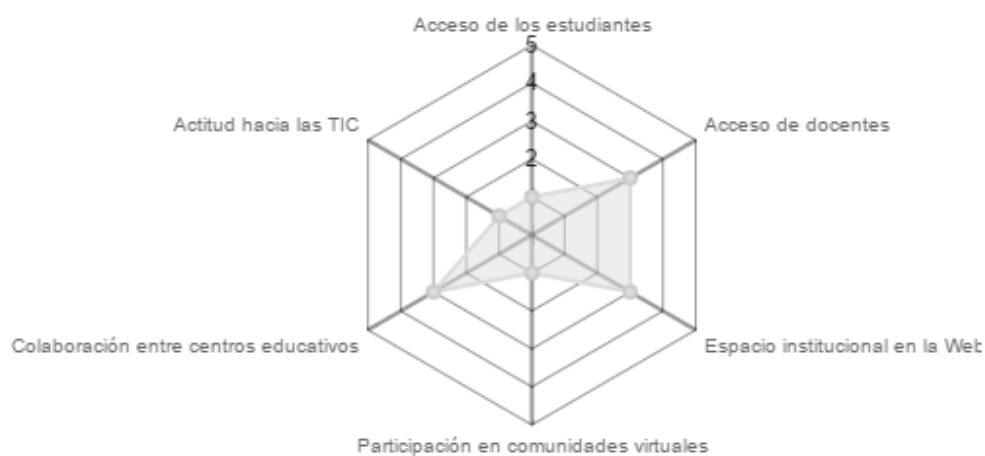 Acceso de los estudiantes
5
4
3
2
Actitud hacia las TIC
Acceso de docentes
Colaboración entre centros educativos
Espacio institucional en la Web
Participación en comunidades virtuales